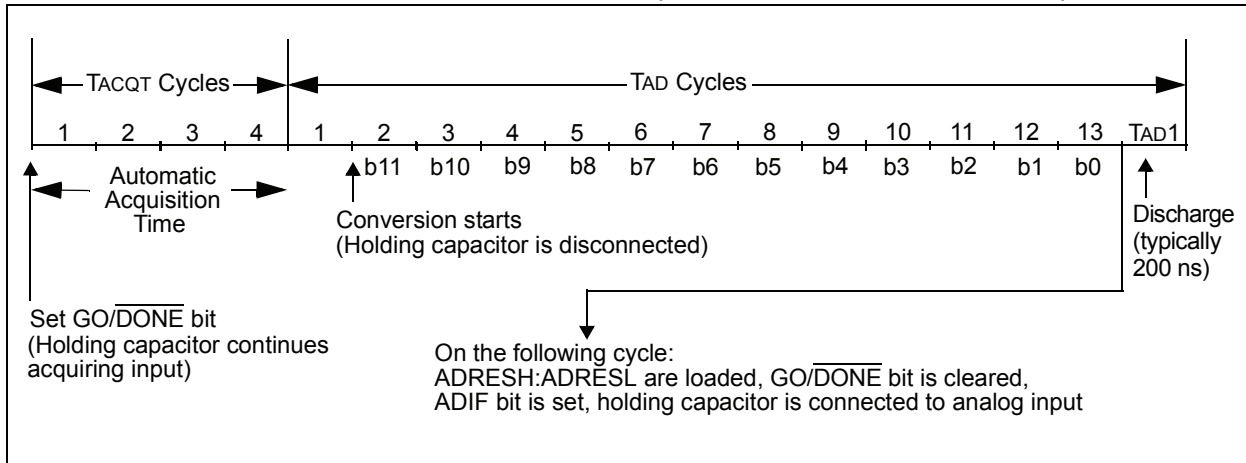 TACQT Cycles
TAD Cycles
1 2 3 4 1 2 3 4 5 6 7 8 9 10 11 12 13 TAD1
b11 b10 b9 b8 b7 b6 b5 b4 b3 b2 b1 b0
Automatic
Acquisition
Time
Conversion starts
(Holding capacitor is disconnected)
Discharge
(typically
200 ns)
Set GO/DONE bit
(Holding capacitor continues
acquiring input)
On the following cycle:
ADRESH:ADRESL are loaded, GO/DONE bit is cleared,
ADIF bit is set, holding capacitor is connected to analog input